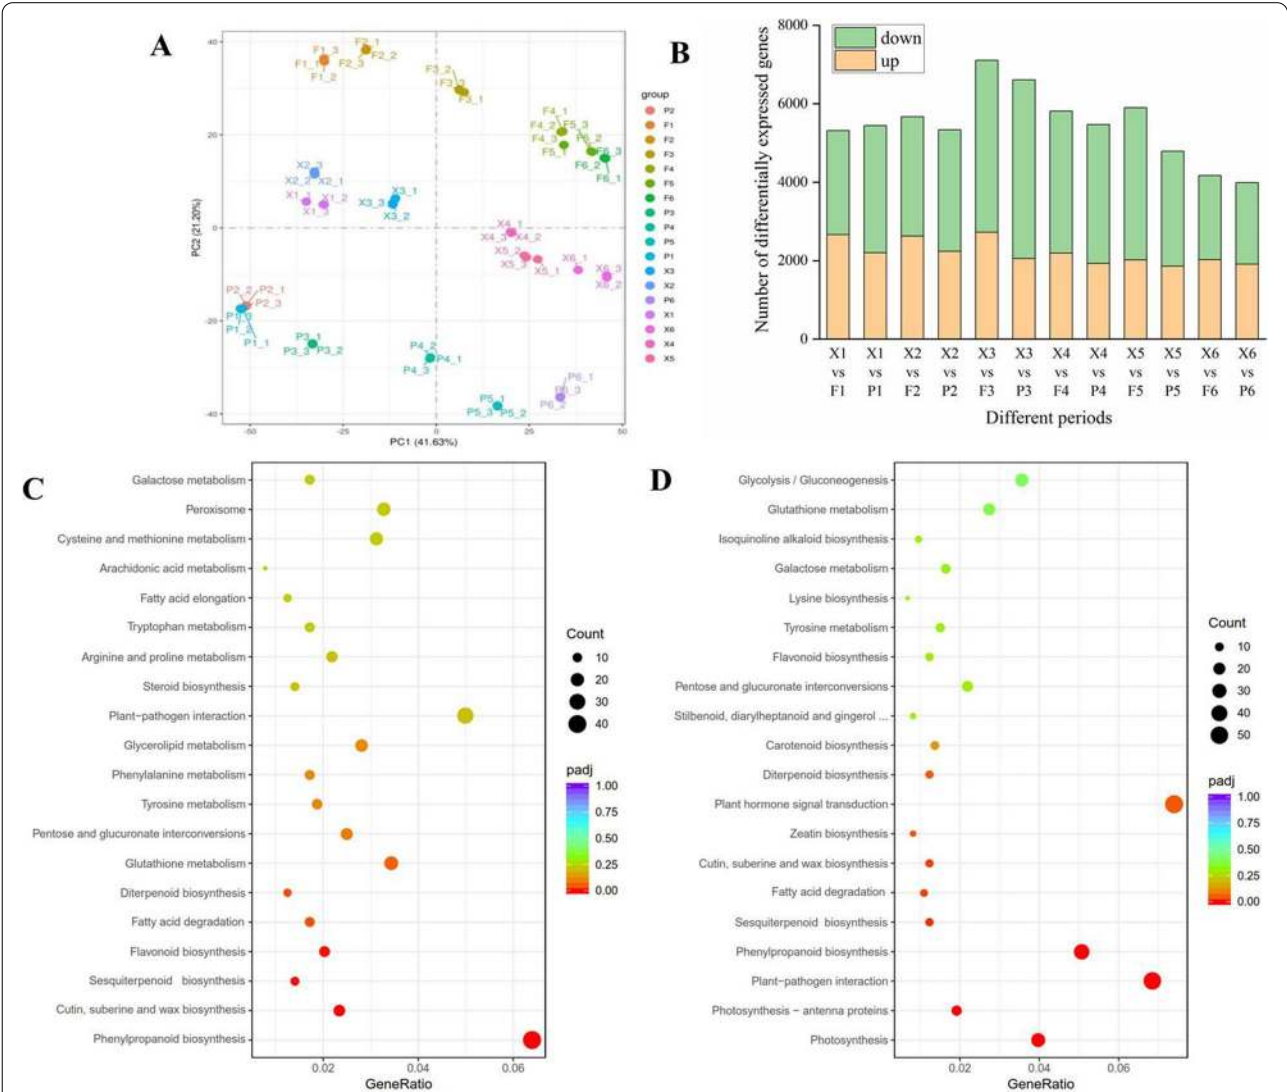 A
40
20
0
-20
-40
PC2 (21.20%)
F1_3
F1_1
F1_2
F2_1
F2_2
F2_3
F3_2
F3_3
F3_1
F4_1
F4_2
F4_3
F5_3
F5_2
F5_1
F6_3
F6_2
F6_1
X2_3
X2_2
X2_1
X1_1
X1_2
X1_3
X3_1
X3_3
X3_2
X4_1
X4_3
X4_2
X5_2
X5_3
X5_1
X6_1
X6_3
X6_2
P2_2
P2_1
P2_3
P1_3
P1_2
P1_1
P3_1
P3_3
P3_2
P4_2
P4_1
P4_3
P5_1
P5_3
P5_2
P6_1
P6_3
P6_2
-50
-25
0
25
50
PC1 (41.63%)
group
P2
F1
F2
F3
F4
F5
F6
P3
P4
P5
P1
X3
X2
P6
X1
X6
X4
X5
B
Number of differentially expressed genes
8000
6000
4000
2000
0
down
up
X1 X1 X2 X2 X3 X3 X4 X4 X5 X5 X6 X6
vs vs vs vs vs vs vs vs vs vs vs vs
F1 P1 F2 P2 F3 P3 F4 P4 F5 P5 F6 P6
Different periods
C
Galactose metabolism
Peroxisome
Cysteine and methionine metabolism
Arachidonic acid metabolism
Fatty acid elongation
Tryptophan metabolism
Arginine and proline metabolism
Steroid biosynthesis
Plant−pathogen interaction
Glycerolipid metabolism
Phenylalanine metabolism
Tyrosine metabolism
Pentose and glucuronate interconversions
Glutathione metabolism
Diterpenoid biosynthesis
Fatty acid degradation
Flavonoid biosynthesis
Sesquiterpenoid biosynthesis
Cutin, suberine and wax biosynthesis
Phenylpropanoid biosynthesis
0.02 0.04 0.06
GeneRatio
Count
10
20
30
40
padj
1.00
0.75
0.50
0.25
0.00
D
Glycolysis / Gluconeogenesis
Glutathione metabolism
Isoquinoline alkaloid biosynthesis
Galactose metabolism
Lysine biosynthesis
Tyrosine metabolism
Flavonoid biosynthesis
Pentose and glucuronate interconversions
Stilbenoid, diarylheptanoid and gingerol ...
Carotenoid biosynthesis
Diterpenoid biosynthesis
Plant hormone signal transduction
Zeatin biosynthesis
Cutin, suberine and wax biosynthesis
Fatty acid degradation
Sesquiterpenoid biosynthesis
Phenylpropanoid biosynthesis
Plant−pathogen interaction
Photosynthesis − antenna proteins
Photosynthesis
0.02 0.04 0.06
GeneRatio
Count
10
20
30
40
50
padj
1.00
0.75
0.50
0.25
0.00